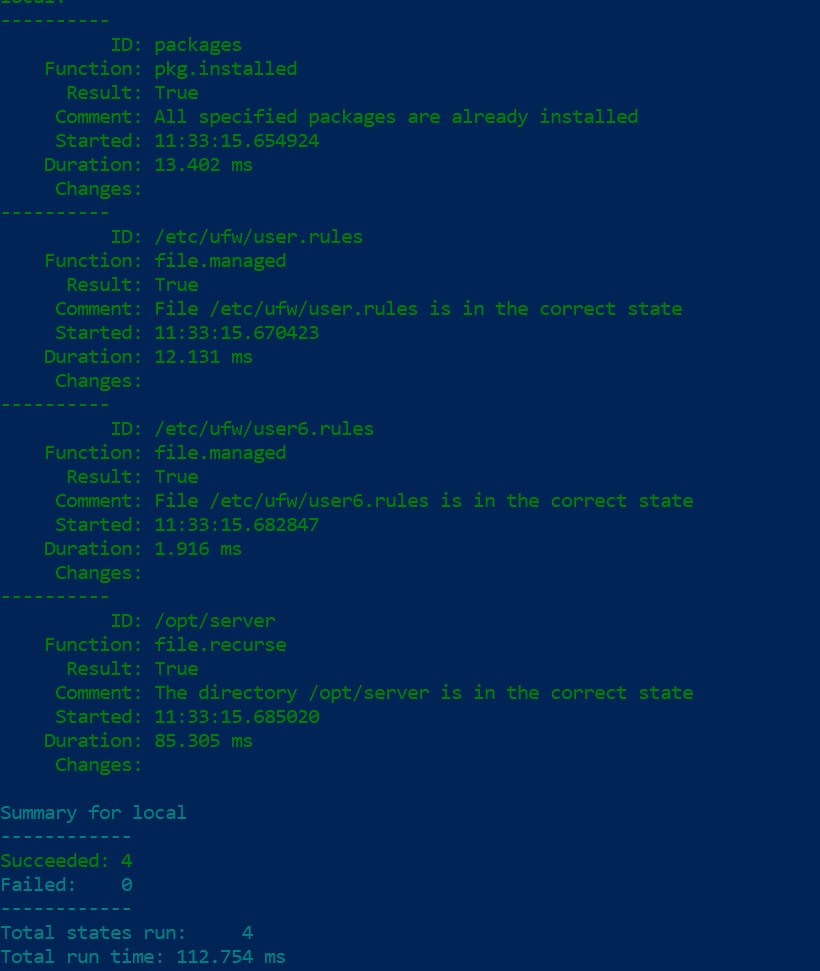 local:
----------
          ID: packages
    Function: pkg.installed
      Result: True
     Comment: All specified packages are already installed
     Started: 11:33:15.654924
    Duration: 13.402 ms
     Changes:
----------
          ID: /etc/ufw/user.rules
    Function: file.managed
      Result: True
     Comment: File /etc/ufw/user.rules is in the correct state
     Started: 11:33:15.670423
    Duration: 12.131 ms
     Changes:
----------
          ID: /etc/ufw/user6.rules
    Function: file.managed
      Result: True
     Comment: File /etc/ufw/user6.rules is in the correct state
     Started: 11:33:15.682847
    Duration: 1.916 ms
     Changes:
----------
          ID: /opt/server
    Function: file.recurse
      Result: True
     Comment: The directory /opt/server is in the correct state
     Started: 11:33:15.685020
    Duration: 85.305 ms
     Changes:

Summary for local
------------
Succeeded: 4
Failed:    0
------------
Total states run:     4
Total run time: 112.754 ms